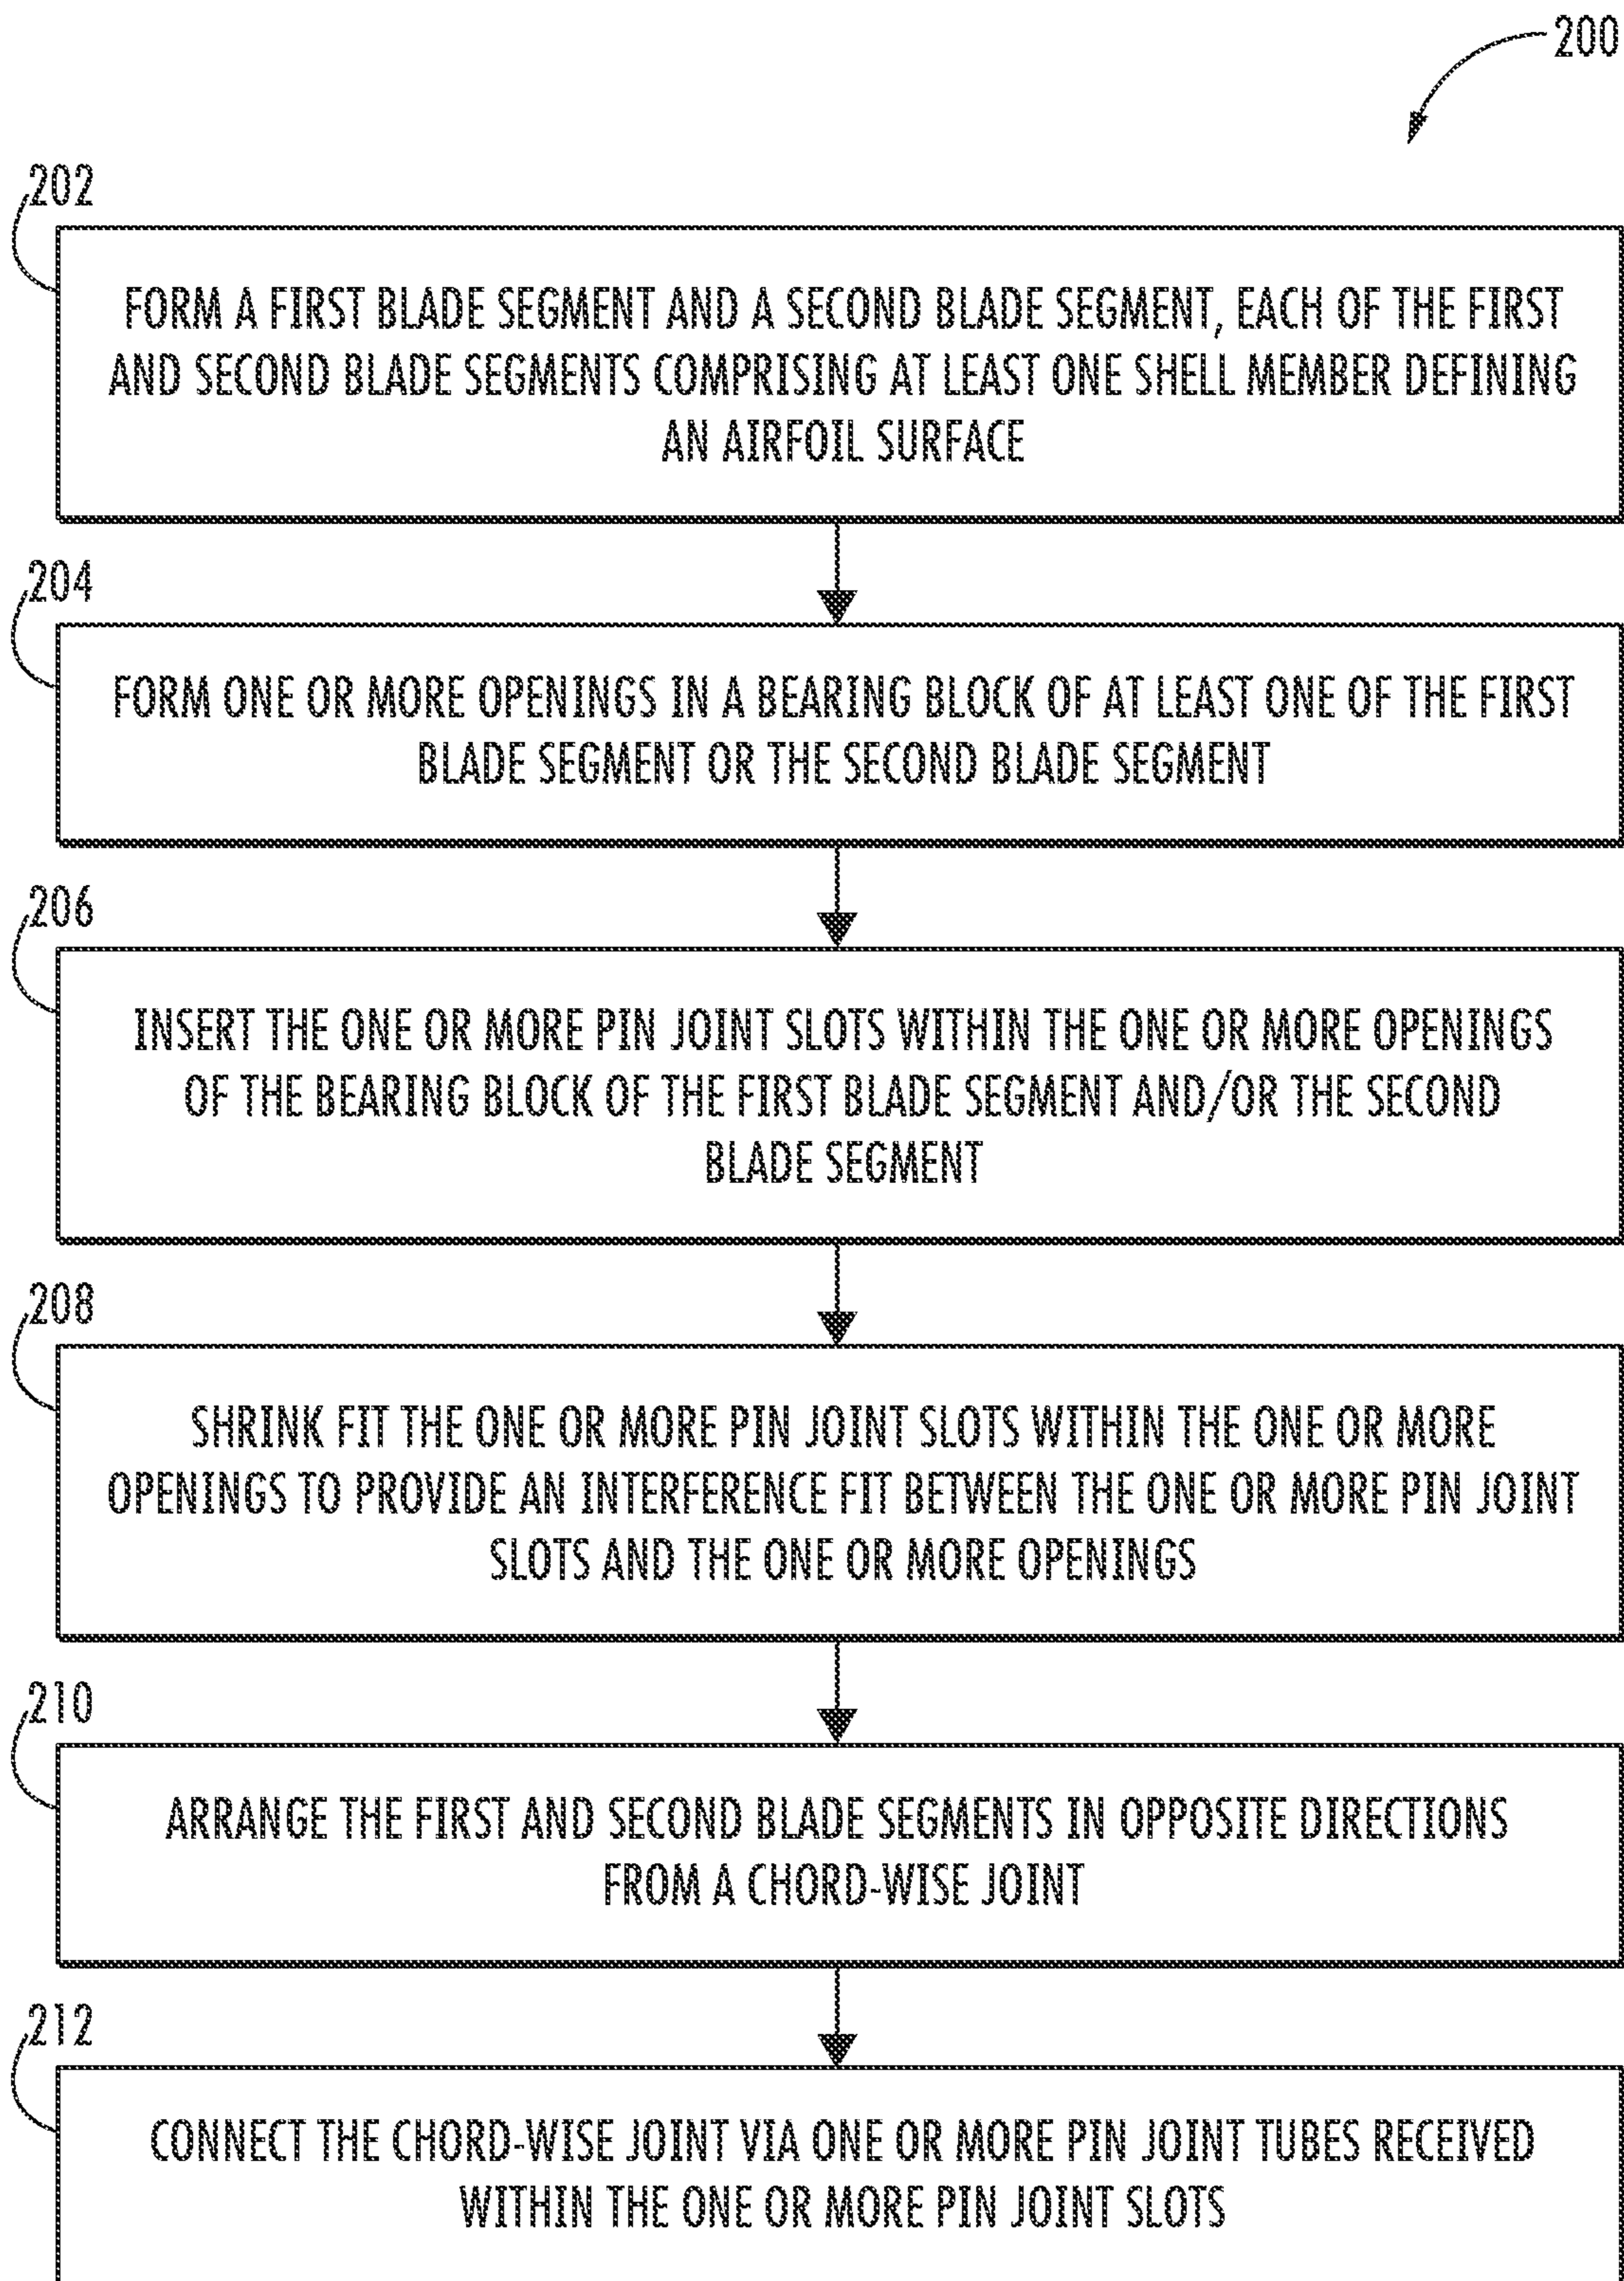 200
202
FORM A FIRST BLADE SEGMENT AND A SECOND BLADE SEGMENT, EACH OF THE FIRST
AND SECOND BLADE SEGMENTS COMPRISING AT LEAST ONE SHELL MEMBER DEFINING
AN AIRFOIL SURFACE
204
FORM ONE OR MORE OPENINGS IN A BEARING BLOCK OF AT LEAST ONE OF THE FIRST
BLADE SEGMENT OR THE SECOND BLADE SEGMENT
206
INSERT THE ONE OR MORE PIN JOINT SLOTS WITHIN THE ONE OR MORE OPENINGS
OF THE BEARING BLOCK OF THE FIRST BLADE SEGMENT AND/OR THE SECOND
BLADE SEGMENT
208
SHRINK FIT THE ONE OR MORE PIN JOINT SLOTS WITHIN THE ONE OR MORE
OPENINGS TO PROVIDE AN INTERFERENCE FIT BETWEEN THE ONE OR MORE PIN JOINT
SLOTS AND THE ONE OR MORE OPENINGS
210
ARRANGE THE FIRST AND SECOND BLADE SEGMENTS IN OPPOSITE DIRECTIONS
FROM A CHORD-WISE JOINT
212
CONNECT THE CHORD-WISE JOINT VIA ONE OR MORE PIN JOINT TUBES RECEIVED
WITHIN THE ONE OR MORE PIN JOINT SLOTS